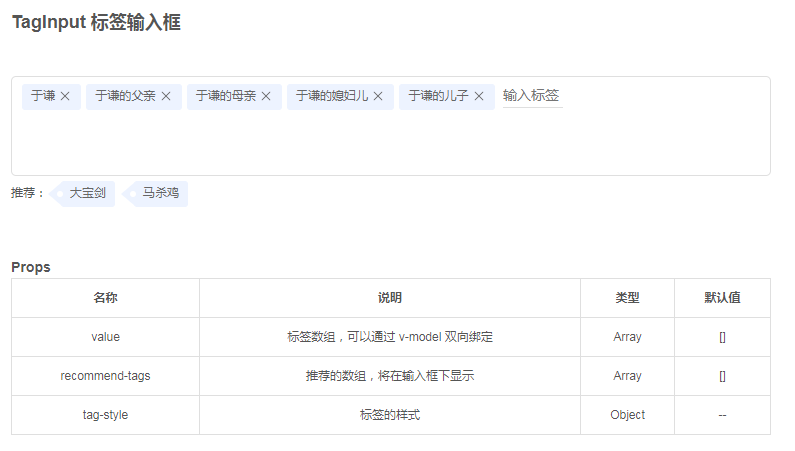 TagInput 标签输入框
于谦 × 于谦的父亲 × 于谦的母亲 × 于谦的媳妇儿 × 于谦的儿子 × 输入标签
推荐： 大宝剑 马杀鸡
Props
名称 说明 类型 默认值
value 标签数组，可以通过 v-model 双向绑定 Array []
recommend-tags 推荐的数组，将在输入框下显示 Array []
tag-style 标签的样式 Object --